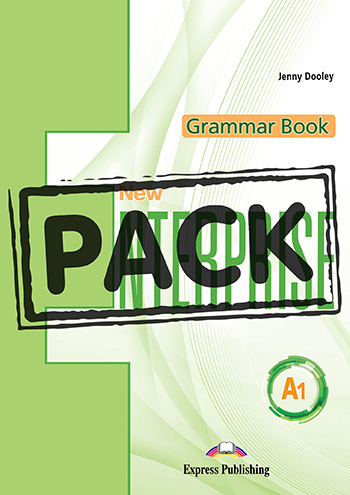 Jenny Dooley
Grammar Book
New
ENTERPRISE
PACK
A1
Express Publishing